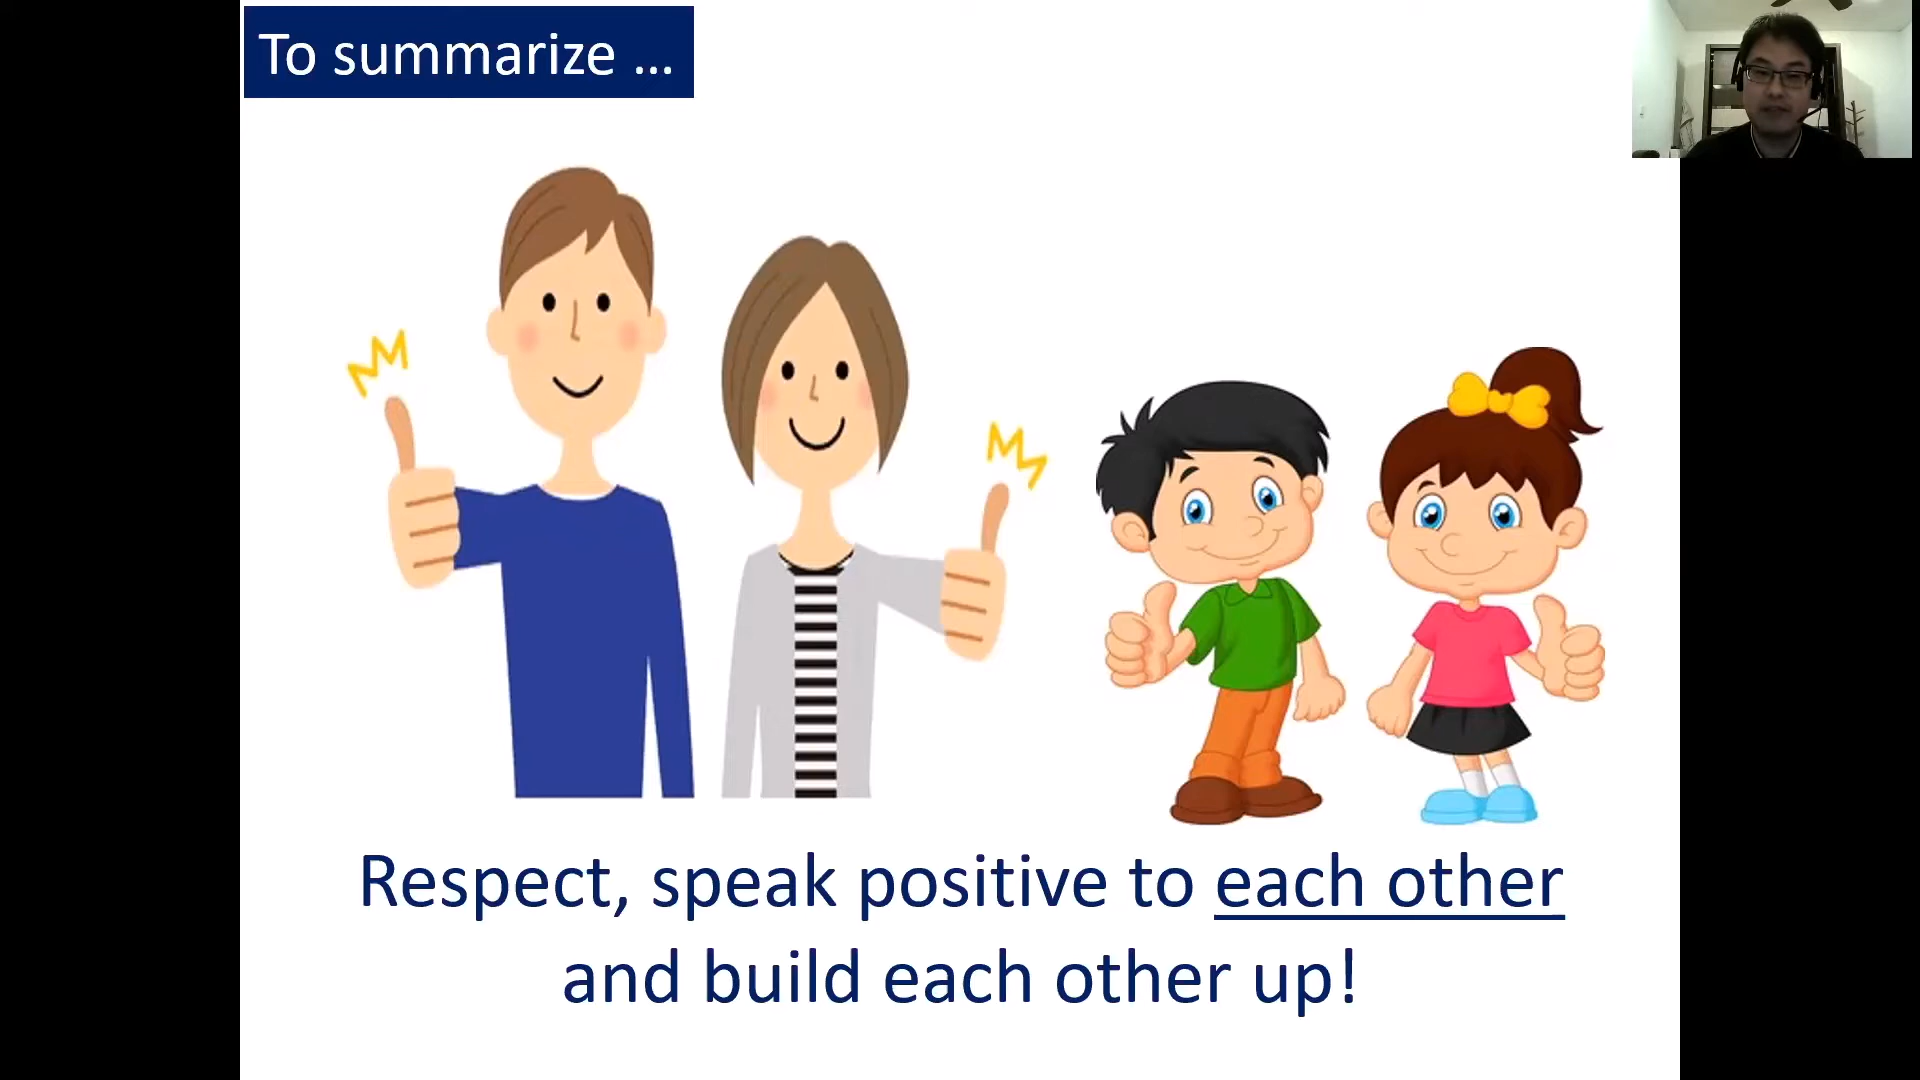 To summarize ...
Respect, speak positive to each other
and build each other up!